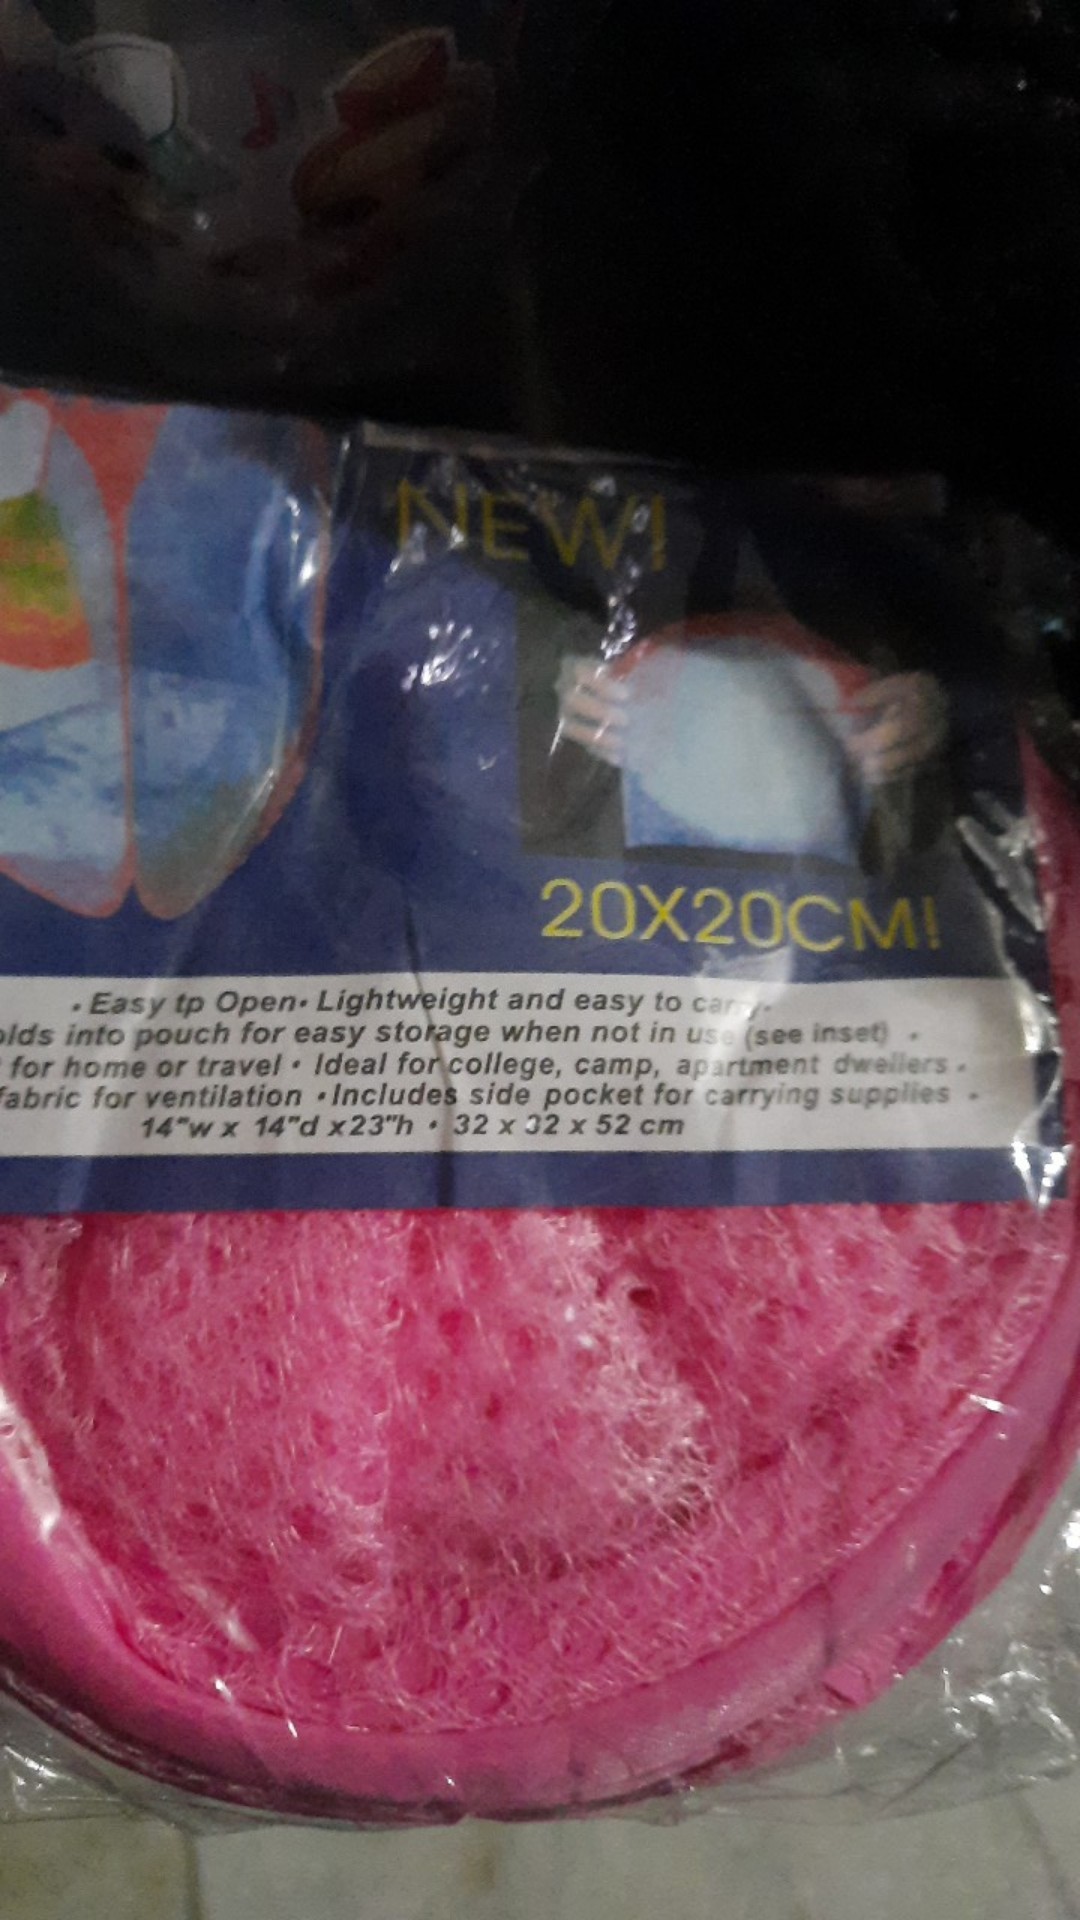 NEW!
20X20CM!
• Easy tp Open• Lightweight and easy to carry•
olds into pouch for easy storage when not in use (see inset) •
for home or travel • Ideal for college, camp, apartment dwellers •
fabric for ventilation •Includes side pocket for carrying supplies •
14"w x 14"d x23"h • 32 x 32 x 52 cm